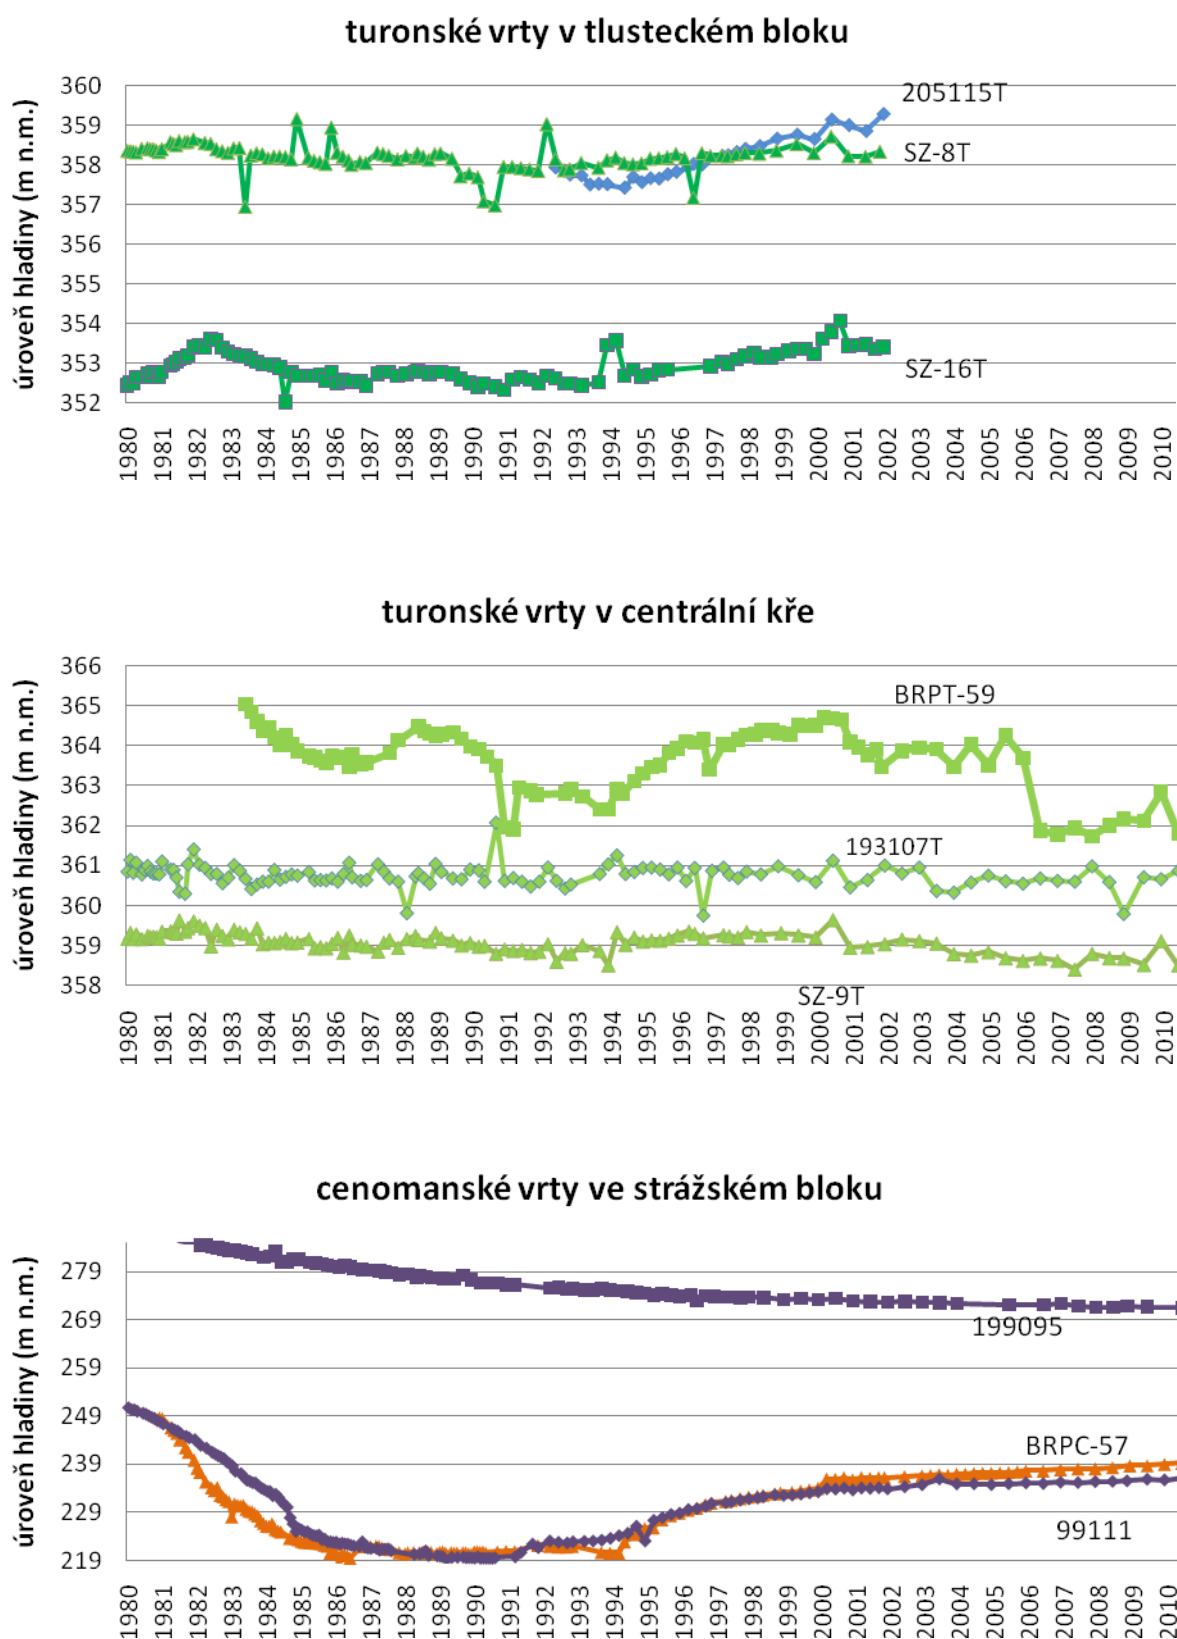 turonské vrty v tlusteckém bloku
úroveň hladiny (m n.m.)
360
359
358
357
356
355
354
353
352
205115T
SZ-8T
SZ-16T
1980 1981 1982 1983 1984 1985 1986 1987 1988 1989 1990 1991 1992 1993 1994 1995 1996 1997 1998 1999 2000 2001 2002 2003 2004 2005 2006 2007 2008 2009 2010
turonské vrty v centrální kře
úroveň hladiny (m n.m.)
366
365
364
363
362
361
360
359
358
BRPT-59
193107T
SZ-9T
1980 1981 1982 1983 1984 1985 1986 1987 1988 1989 1990 1991 1992 1993 1994 1995 1996 1997 1998 1999 2000 2001 2002 2003 2004 2005 2006 2007 2008 2009 2010
cenomanské vrty ve strážském bloku
úroveň hladiny (m n.m.)
279
269
259
249
239
229
219
199095
BRPC-57
99111
1980 1981 1982 1983 1984 1985 1986 1987 1988 1989 1990 1991 1992 1993 1994 1995 1996 1997 1998 1999 2000 2001 2002 2003 2004 2005 2006 2007 2008 2009 2010